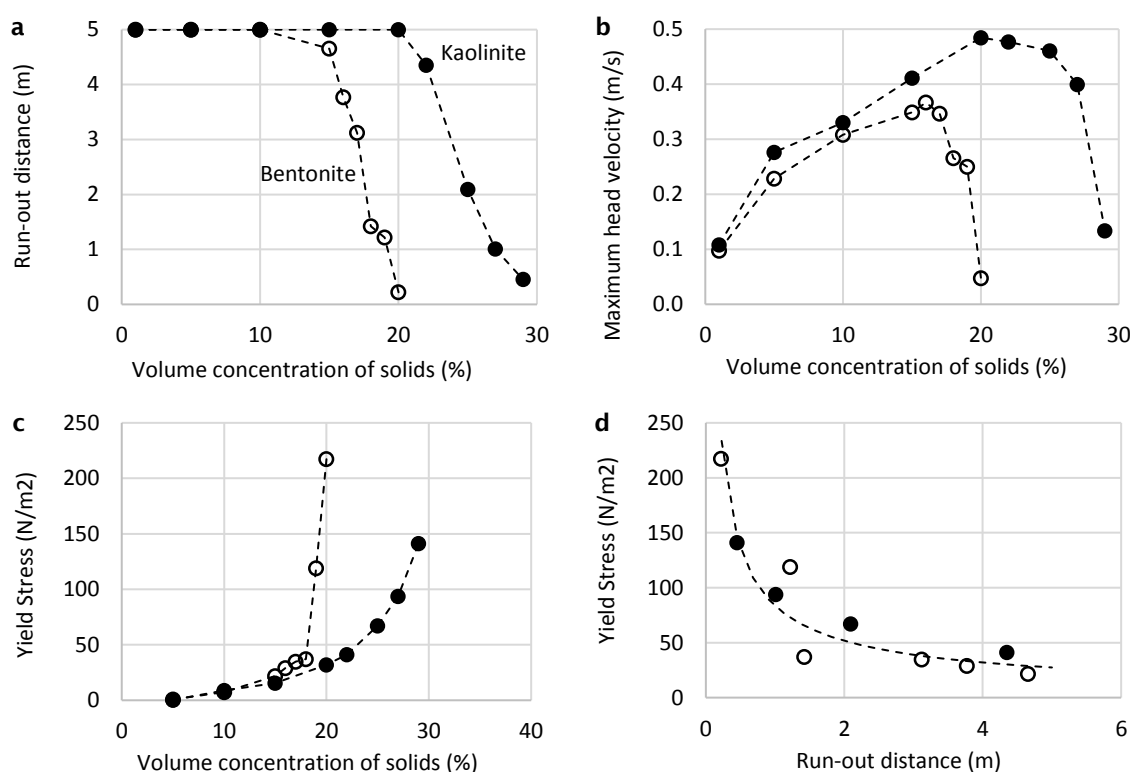 a
5
4
3
2
1
0
Run-out distance (m)
Kaolinite
Bentonite
0 10 20 30
Volume concentration of solids (%)
b
0.5
0.4
0.3
0.2
0.1
0.0
Maximum head velocity (m/s)
0 10 20 30
Volume concentration of solids (%)
c
250
200
150
100
50
0
Yield Stress (N/m2)
0 10 20 30 40
Volume concentration of solids (%)
d
250
200
150
100
50
0
Yield Stress (N/m2)
0 2 4 6
Run-out distance (m)